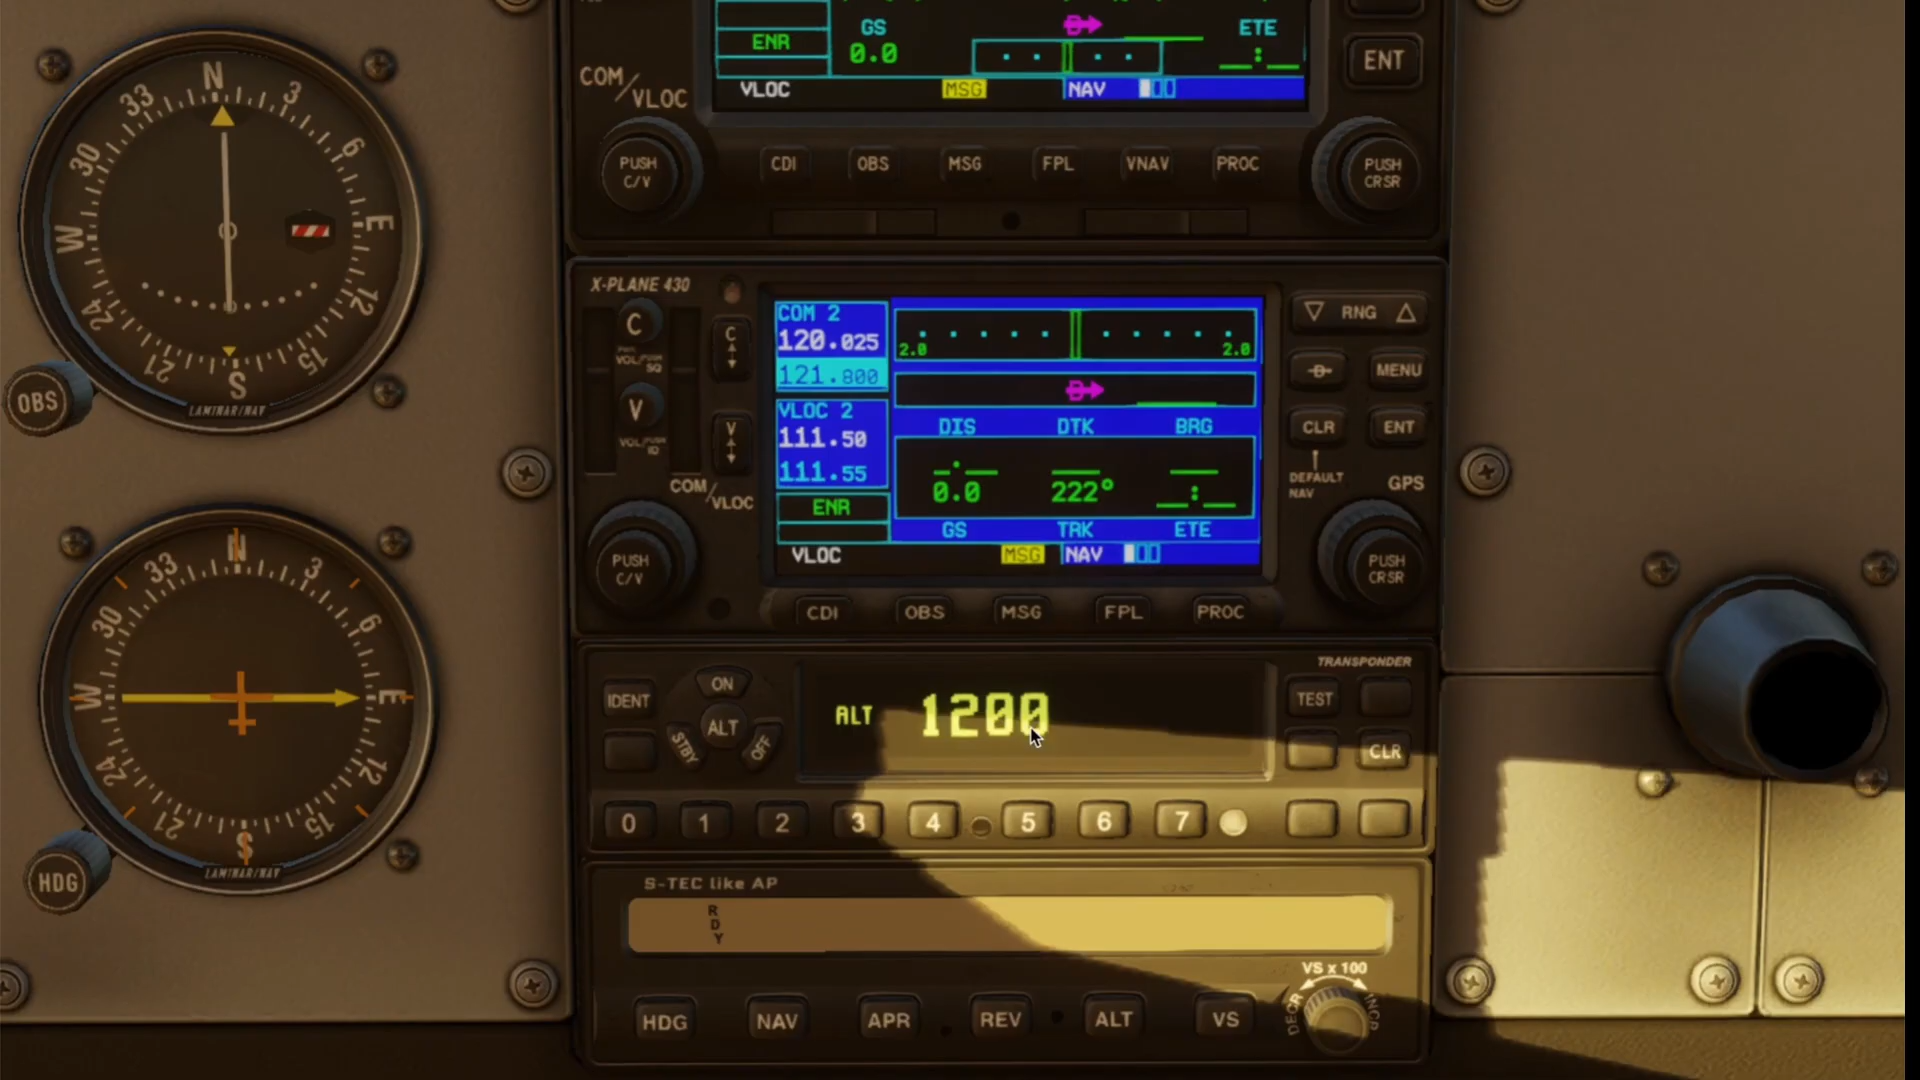 GS
ETE
ENR
0.0
__:__
ENT
COM/VLOC
VLOC
MSG
NAV
PUSH
C/V
CDI
OBS
MSG
FPL
VNAV
PROC
PUSH
CRSR
N
3
6
E
12
15
S
21
24
W
30
33
LAMINAR/NAV
OBS
X-PLANE 430
C
C
V
V
COM/VLOC
PUSH
C/V
COM 2
120.025
121.800
VLOC 2
111.50
111.55
ENR
VLOC
2.0
2.0
DIS
DTK
BRG
0.0
222°
__:__
GS
TRK
ETE
MSG
NAV
RNG
MENU
CLR
ENT
DEFAULT
NAV
GPS
PUSH
CRSR
CDI
OBS
MSG
FPL
PROC
N
3
6
E
12
15
S
21
24
W
30
33
LAMINAR/NAV
HDG
TRANSPONDER
IDENT
ON
ALT
STBY
OFF
ALT 1200
TEST
CLR
0 1 2 3 4 5 6 7
S-TEC like AP
R
D
Y
VS x 100
DECR
INCR
HDG
NAV
APR
REV
ALT
VS